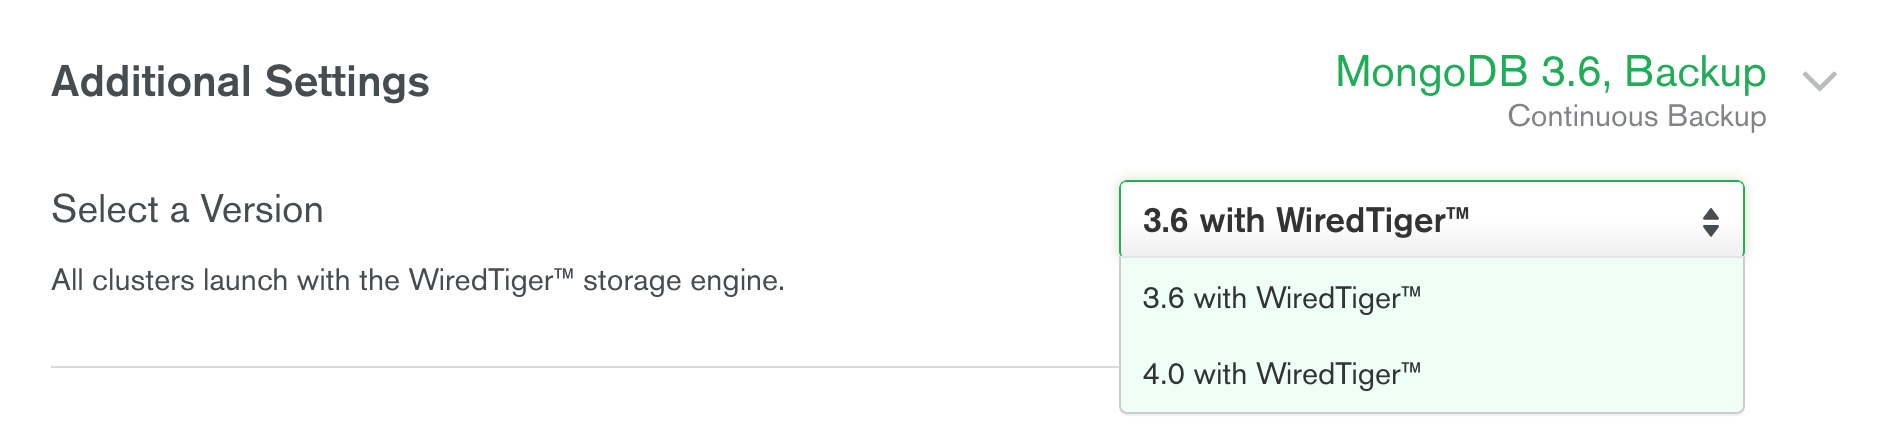 Additional Settings
MongoDB 3.6, Backup
Continuous Backup
Select a Version
3.6 with WiredTiger™
All clusters launch with the WiredTiger™ storage engine.
3.6 with WiredTiger™
4.0 with WiredTiger™